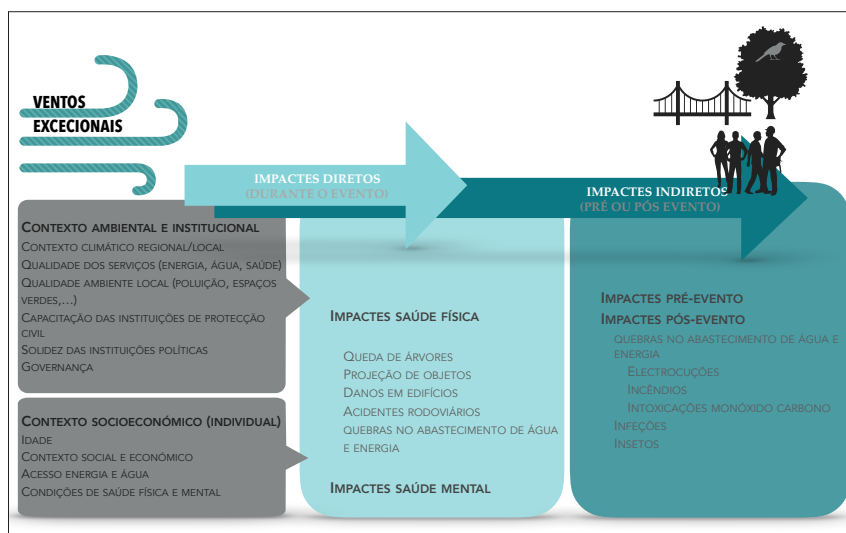 VENTOS
EXCECIONAIS
IMPACTES DIRETOS
(DURANTE O EVENTO)
IMPACTES INDIRETOS
(PRÉ OU PÓS EVENTO)
CONTEXTO AMBIENTAL E INSTITUCIONAL
CONTEXTO CLIMÁTICO REGIONAL/LOCAL
QUALIDADE DOS SERVIÇOS (ENERGIA, ÁGUA, SAÚDE)
QUALIDADE AMBIENTE LOCAL (POLUIÇÃO, ESPAÇOS
VERDES,...)
CAPACITAÇÃO DAS INSTITUIÇÕES DE PROTECÇÃO
CIVIL
SOLIDEZ DAS INSTITUIÇÕES POLÍTICAS
GOVERNANÇA
CONTEXTO SOCIOECONÓMICO (INDIVIDUAL)
IDADE
CONTEXTO SOCIAL E ECONÓMICO
ACESSO ENERGIA E ÁGUA
CONDIÇÕES DE SAÚDE FÍSICA E MENTAL
IMPACTES SAÚDE FÍSICA
QUEDA DE ÁRVORES
PROJEÇÃO DE OBJETOS
DANOS EM EDIFÍCIOS
ACIDENTES RODOVIÁRIOS
QUEBRAS NO ABASTECIMENTO DE ÁGUA
E ENERGIA
IMPACTES SAÚDE MENTAL
IMPACTES PRÉ-EVENTO
IMPACTES PÓS-EVENTO
QUEBRAS NO ABASTECIMENTO DE ÁGUA E
ENERGIA
ELECTROCUÇÕES
INCÊNDIOS
INTOXICAÇÕES MONÓXIDO CARBONO
INFEÇÕES
INSETOS